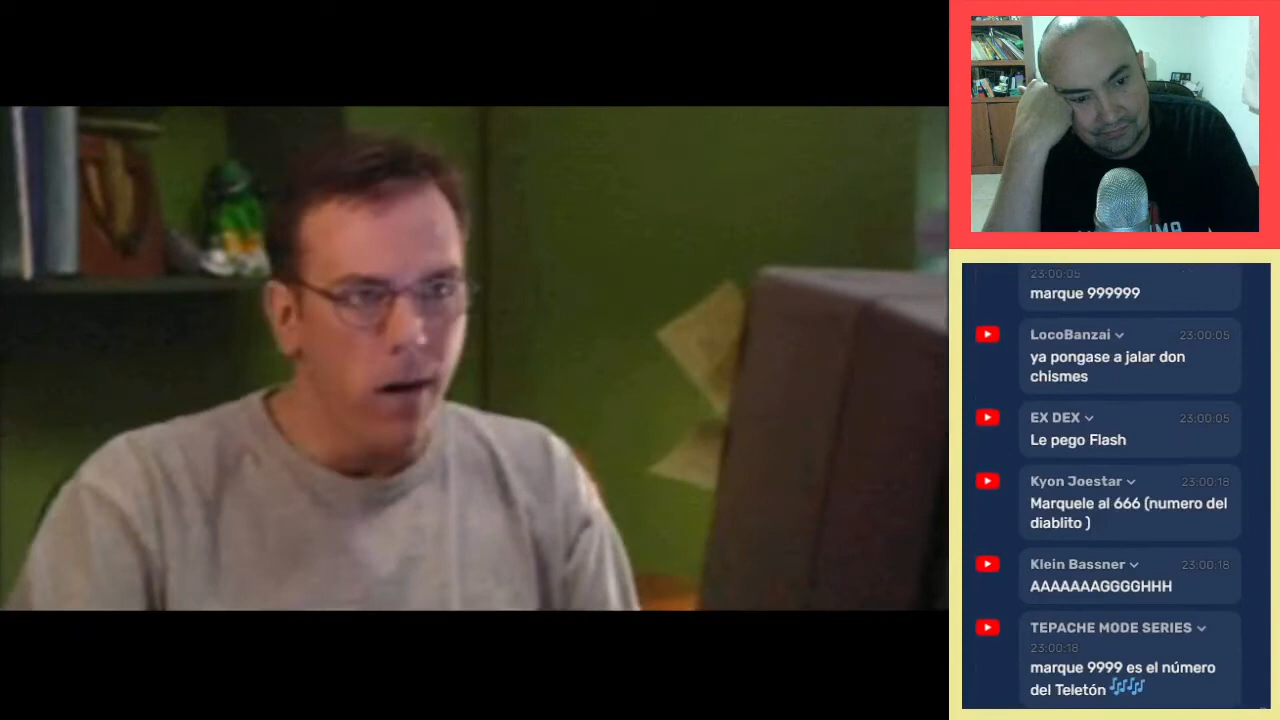 23:00:05
marque 999999
LocoBanzai 23:00:05
ya pongase a jalar don
chismes
EX DEX 23:00:05
Le pego Flash
Kyon Joestar 23:00:18
Marquele al 666 (numero del
diablito )
Klein Bassner 23:00:18
AAAAAAAGGGGHHH
TEPACHE MODE SERIES
23:00:18
marque 9999 es el número
del Teletón 🎶🎶